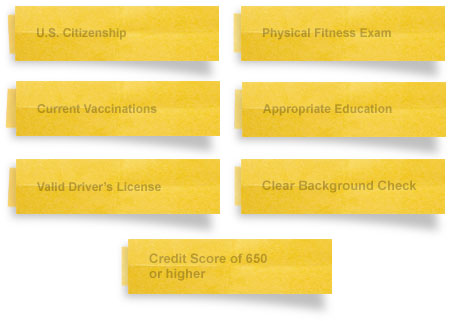 U.S. Citizenship
Physical Fitness Exam
Current Vaccinations
Appropriate Education
Valid Driver's License
Clear Background Check
Credit Score of 650
or higher